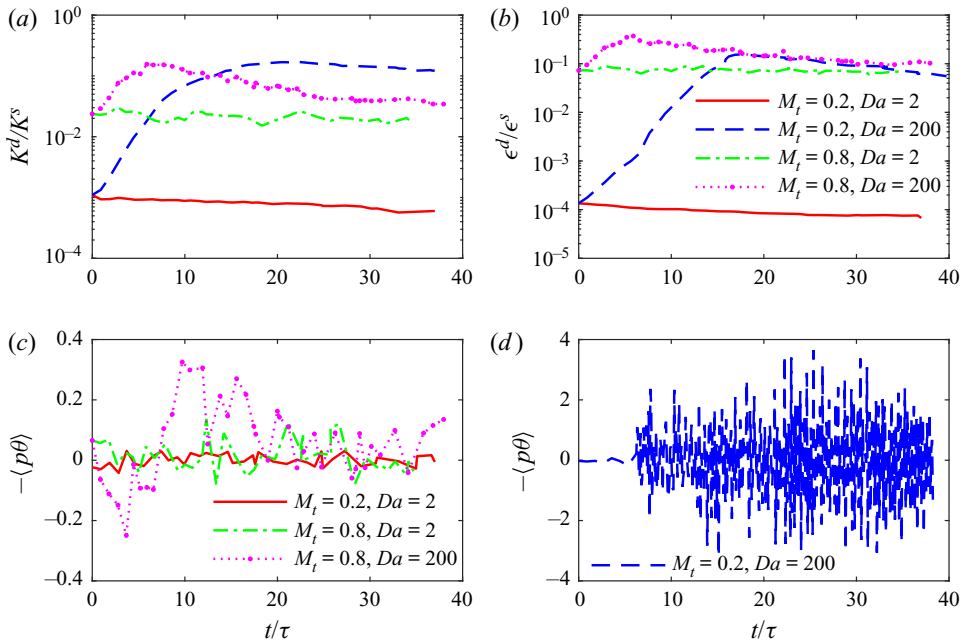 (a)
10⁰
10⁻²
10⁻⁴
K^d/K^s
0 10 20 30 40
(b)
10⁰
10⁻¹
10⁻²
10⁻³
10⁻⁴
10⁻⁵
ϵ^d/ϵ^s
M_t = 0.2, Da = 2
M_t = 0.2, Da = 200
M_t = 0.8, Da = 2
M_t = 0.8, Da = 200
0 10 20 30 40
(c)
0.4
0.2
0
−0.2
−0.4
−⟨pθ⟩
M_t = 0.2, Da = 2
M_t = 0.8, Da = 2
M_t = 0.8, Da = 200
0 10 20 30 40
t/τ
(d)
4
2
0
−2
−4
−⟨pθ⟩
M_t = 0.2, Da = 200
0 10 20 30 40
t/τ